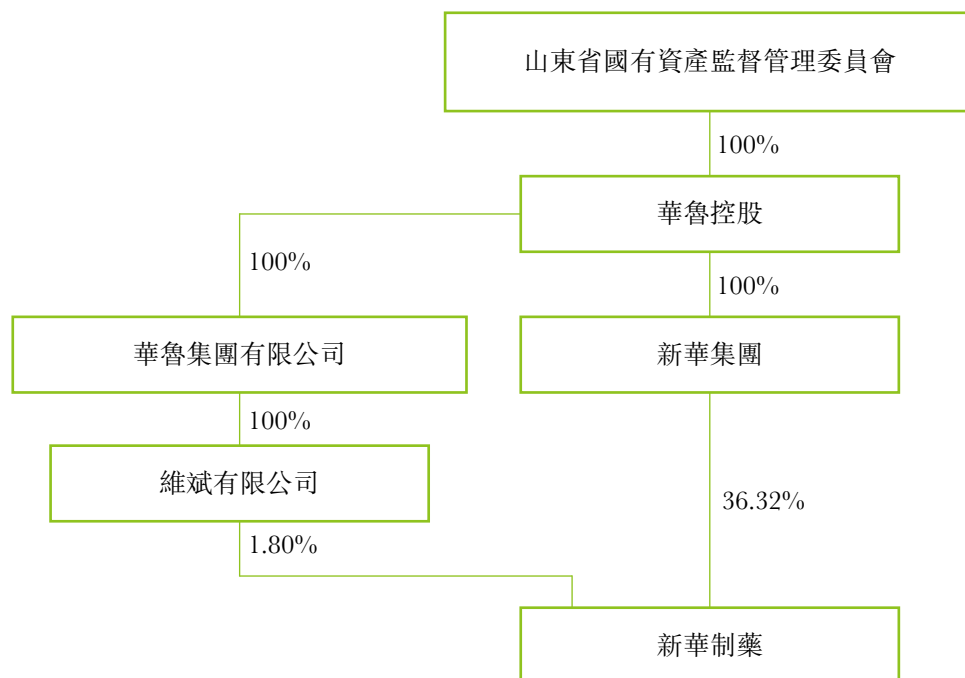 山東省國有資產監督管理委員會
100%
華魯控股
100%
100%
華魯集團有限公司
新華集團
100%
維斌有限公司
36.32%
1.80%
新華制藥